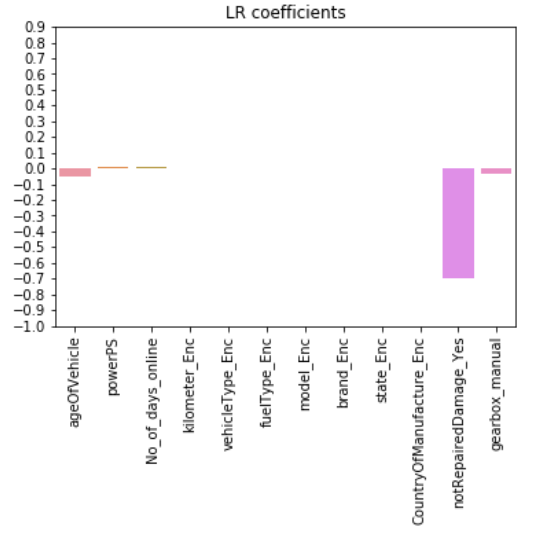 LR coefficients
0.9
0.8
0.7
0.6
0.5
0.4
0.3
0.2
0.1
0.0
−0.1
−0.2
−0.3
−0.4
−0.5
−0.6
−0.7
−0.8
−0.9
−1.0
ageOfVehicle
powerPS
No_of_days_online
kilometer_Enc
vehicleType_Enc
fuelType_Enc
model_Enc
brand_Enc
state_Enc
CountryOfManufacture_Enc
notRepairedDamage_Yes
gearbox_manual